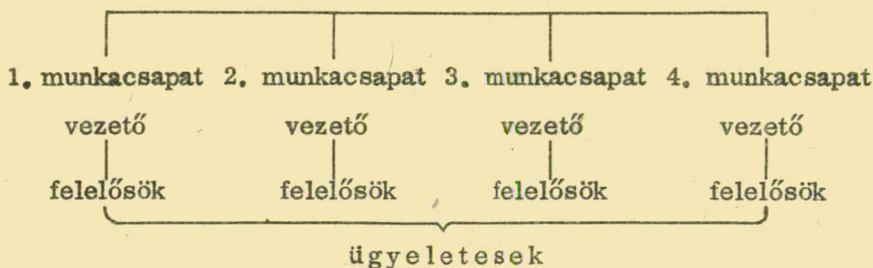 1. munkacsapat 2. munkacsapat 3. munkacsapat 4. munkacsapat
vezető vezető vezető vezető
felelősök felelősök felelősök felelősök
ügyeletesek